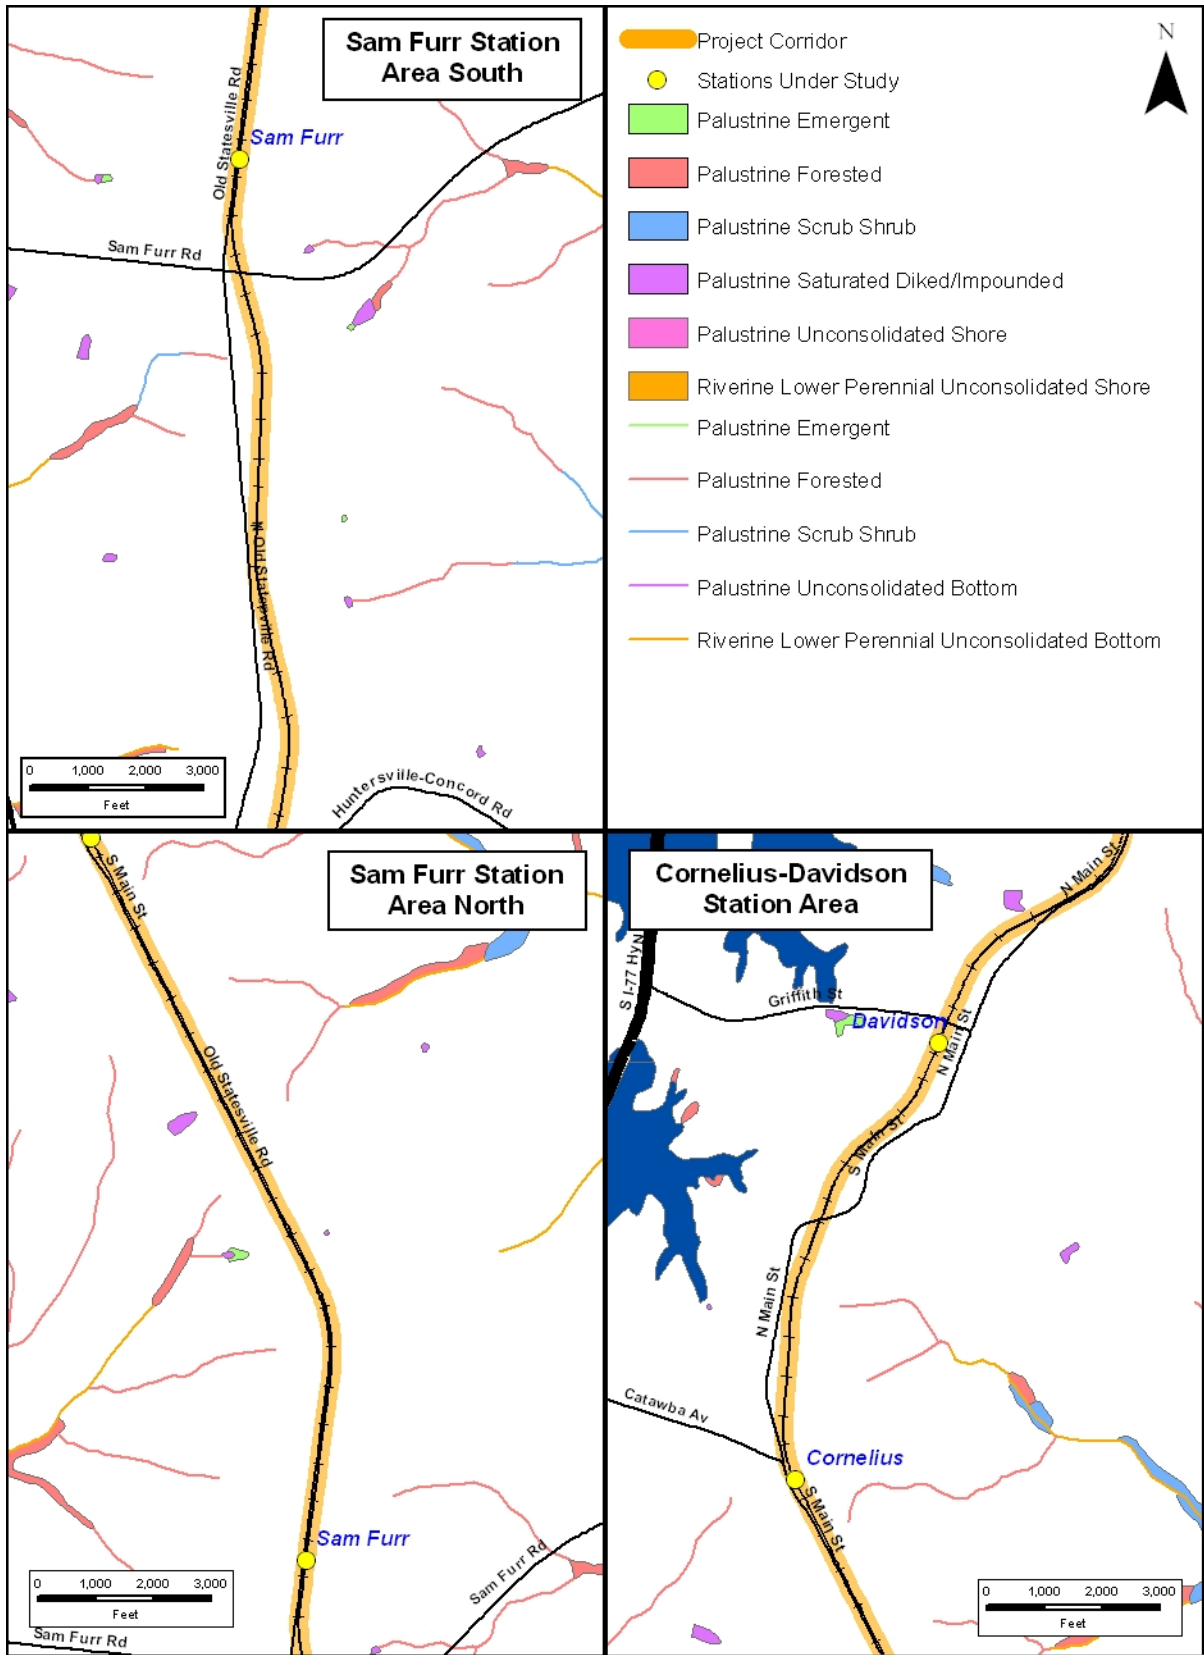 Sam Furr Station
Area South
Old Statesville Rd
Sam Furr
Sam Furr Rd
N Old Statesville Rd
Huntersville-Concord Rd
0 1,000 2,000 3,000
Feet
N
Project Corridor
Stations Under Study
Palustrine Emergent
Palustrine Forested
Palustrine Scrub Shrub
Palustrine Saturated Diked/Impounded
Palustrine Unconsolidated Shore
Riverine Lower Perennial Unconsolidated Shore
Palustrine Emergent
Palustrine Forested
Palustrine Scrub Shrub
Palustrine Unconsolidated Bottom
Riverine Lower Perennial Unconsolidated Bottom
Sam Furr Station
Area North
S Main St
Old Statesville Rd
Sam Furr
Sam Furr Rd
0 1,000 2,000 3,000
Feet
Sam Furr Rd
Cornelius-Davidson
Station Area
N Main St
S I-77 Hy N
Griffith St
Davidson
N Main St
S Main St
N Main St
Catawba Av
Cornelius
S Main St
0 1,000 2,000 3,000
Feet